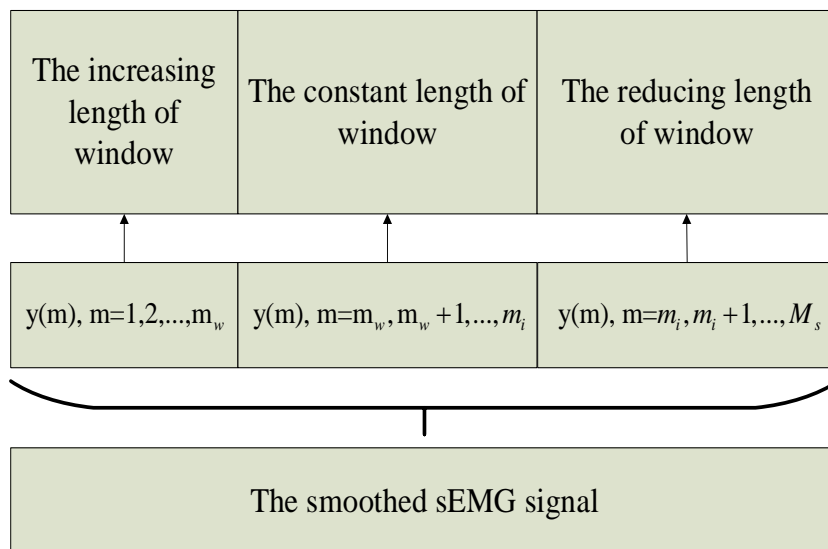 The increasing
length of
window
The constant length of
window
The reducing length
of window
y(m), m=1,2,...,m_w
y(m), m=m_w,m_w+1,...,m_i
y(m), m=m_i,m_i+1,...,M_s
The smoothed sEMG signal